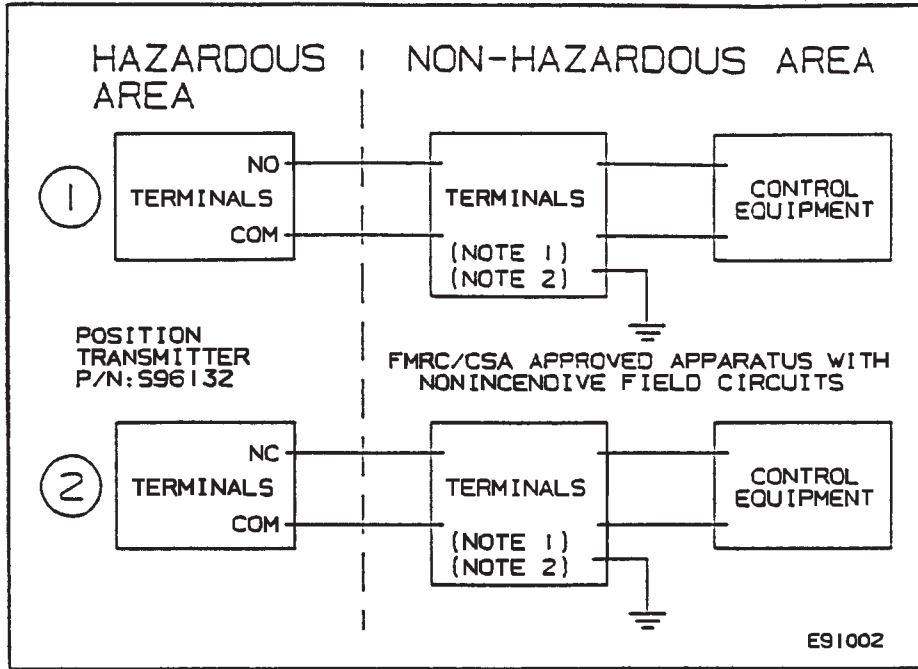 HAZARDOUS AREA
NON-HAZARDOUS AREA
1
NO
TERMINALS
COM
TERMINALS
(NOTE 1)
(NOTE 2)
CONTROL
EQUIPMENT
POSITION
TRANSMITTER
P/N:S96132
FMRC/CSA APPROVED APPARATUS WITH
NONINCENDIVE FIELD CIRCUITS
2
NC
TERMINALS
COM
TERMINALS
(NOTE 1)
(NOTE 2)
CONTROL
EQUIPMENT
E91002